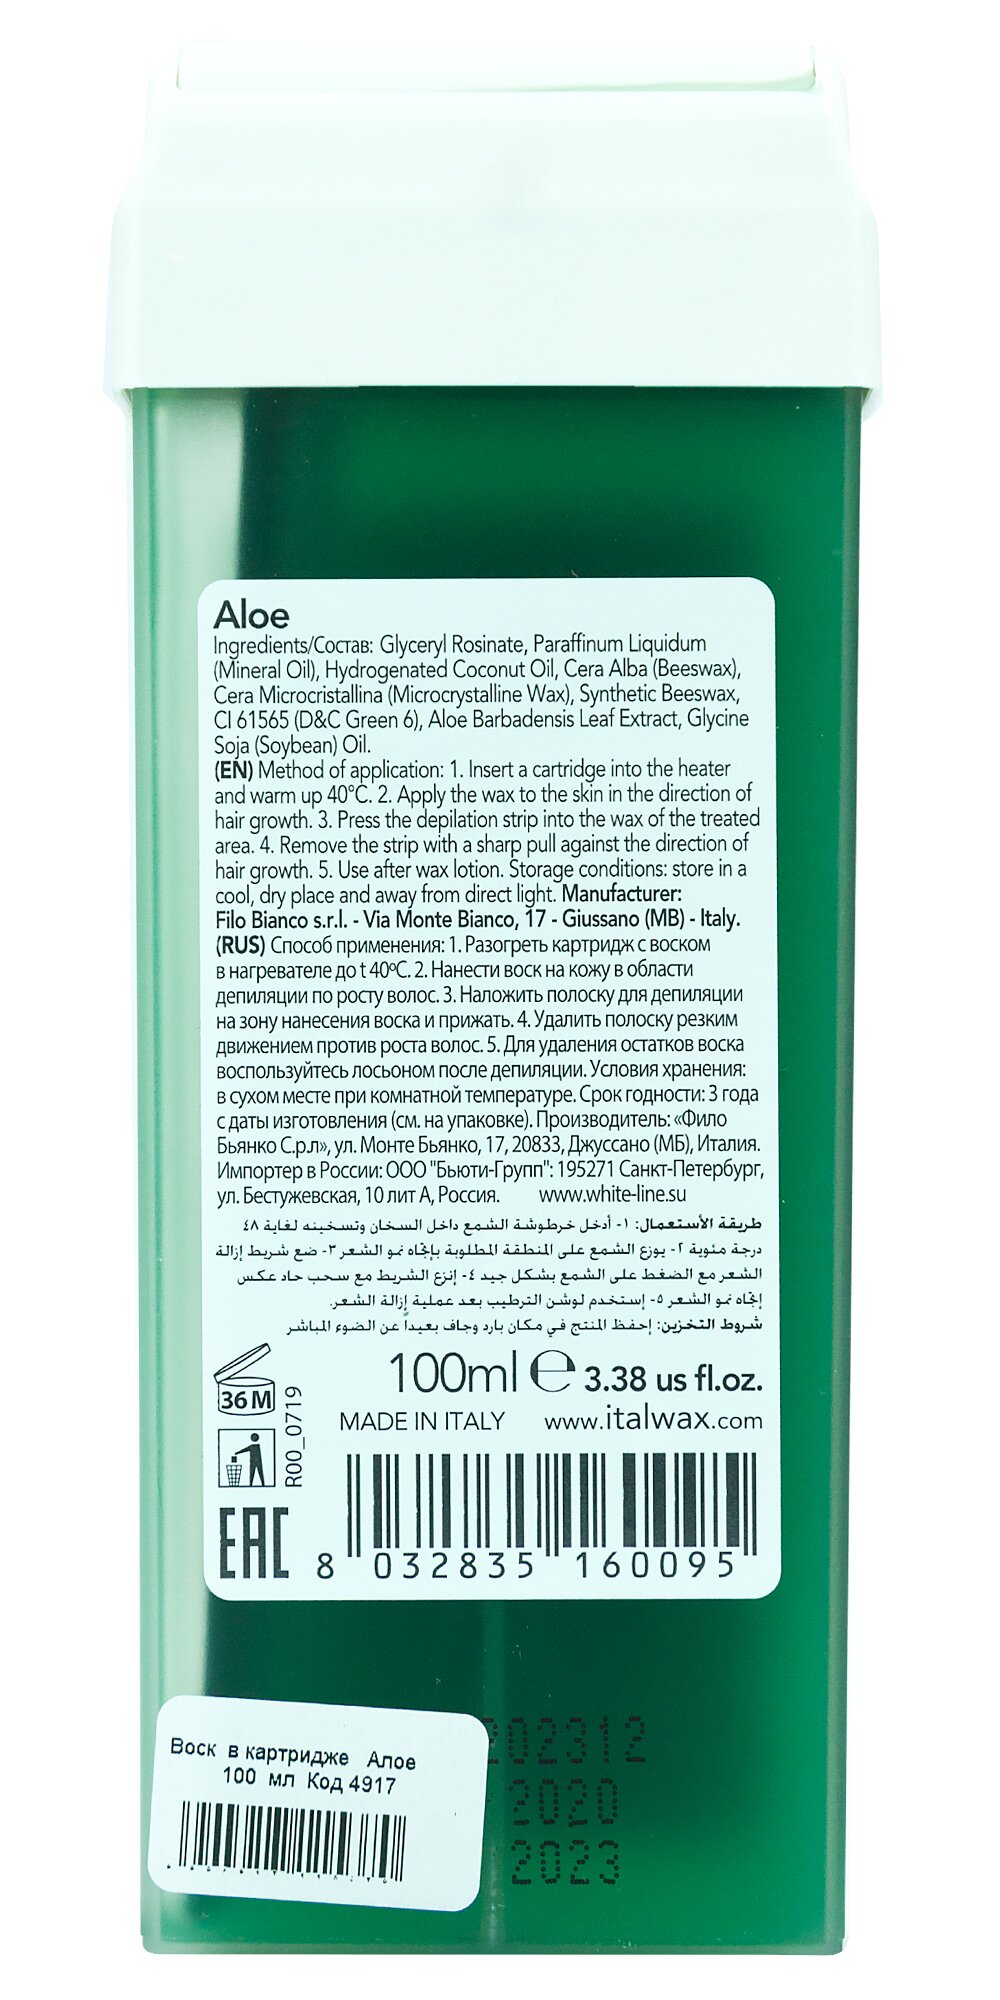 Aloe
Ingredients/Состав: Glyceryl Rosinate, Paraffinum Liquidum
(Mineral Oil), Hydrogenated Coconut Oil, Cera Alba (Beeswax),
Cera Microcristallina (Microcrystalline Wax), Synthetic Beeswax,
CI 61565 (D&C Green 6), Aloe Barbadensis Leaf Extract, Glycine
Soja (Soybean) Oil.
(EN) Method of application: 1. Insert a cartridge into the heater
and warm up 40°C. 2. Apply the wax to the skin in the direction of
hair growth. 3. Press the depilation strip into the wax of the treated
area. 4. Remove the strip with a sharp pull against the direction of
hair growth. 5. Use after wax lotion. Storage conditions: store in a
cool, dry place and away from direct light. Manufacturer:
Filo Bianco s.r.l. - Via Monte Bianco, 17 - Giussano (MB) - Italy.
(RUS) Способ применения: 1. Разогреть картридж с воском
в нагревателе до t 40ºC. 2. Нанести воск на кожу в области
депиляции по росту волос. 3. Наложить полоску для депиляции
на зону нанесения воска и прижать. 4. Удалить полоску резким
движением против роста волос. 5. Для удаления остатков воска
воспользуйтесь лосьоном после депиляции. Условия хранения:
в сухом месте при комнатной температуре. Срок годности: 3 года
с даты изготовления (см. на упаковке). Производитель: «Фило
Бьянко С.р.л», ул. Монте Бьянко, 17, 20833, Джуссано (МБ), Италия.
Импортер в России: ООО "Бьюти-Групп": 195271 Санкт-Петербург,
ул. Бестужевская, 10 лит А, Россия. www.white-line.su
طريقة الأستعمال: ١- أدخل خرطوشة الشمع داخل السخان وتسخينه لغاية ٤٨
درجة مئوية ٢- يوزع الشمع على المنطقة المطلوبة بإتجاه نمو الشعر ٣- ضع شريط إزالة
الشعر مع الضغط على الشمع بشكل جيد ٤- إنزع الشريط مع سحب حاد عكس
إتجاه نمو الشعر ٥- إستخدم لوشن الترطيب بعد عملية إزالة الشعر.
شروط التخزين: إحفظ المنتج في مكان بارد وجاف بعيداً عن الضوء المباشر
100ml ℮ 3.38 us fl.oz.
36 M
MADE IN ITALY www.italwax.com
R00_0719
EAC
8 032835 160095
202312
2020
2023
Воск в картридже Алое
100 мл Код 4917